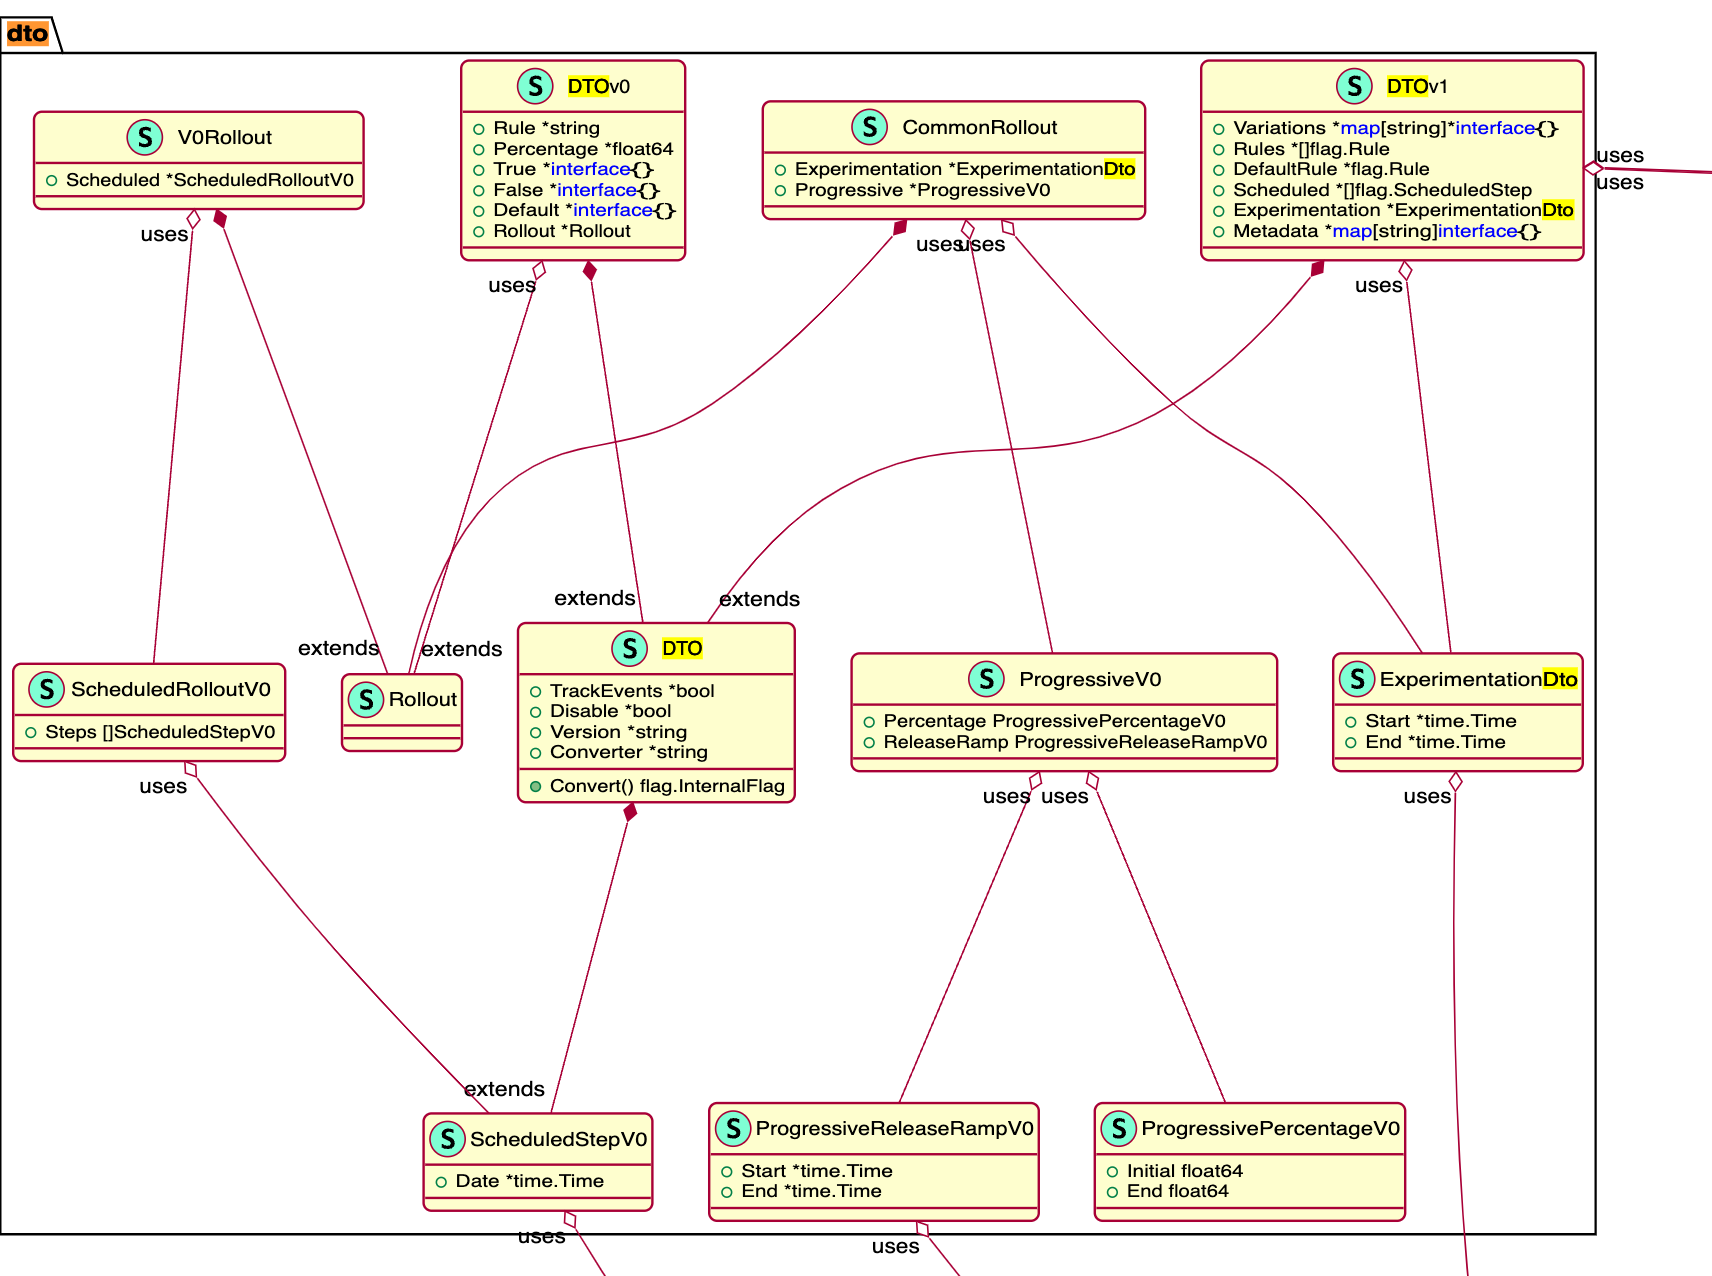 dto
S V0Rollout
Scheduled *ScheduledRolloutV0
uses
S DTOv0
Rule *string
Percentage *float64
True *interface{}
False *interface{}
Default *interface{}
Rollout *Rollout
uses
S CommonRollout
Experimentation *ExperimentationDto
Progressive *ProgressiveV0
uses
uses
S DTOv1
Variations *map[string]*interface{}
Rules *[]flag.Rule
DefaultRule *flag.Rule
Scheduled *[]flag.ScheduledStep
Experimentation *ExperimentationDto
Metadata *map[string]interface{}
uses
uses
uses
extends
extends
extends
extends
S ScheduledRolloutV0
Steps []ScheduledStepV0
uses
S Rollout
S DTO
TrackEvents *bool
Disable *bool
Version *string
Converter *string
Convert() flag.InternalFlag
S ProgressiveV0
Percentage ProgressivePercentageV0
ReleaseRamp ProgressiveReleaseRampV0
uses
uses
S ExperimentationDto
Start *time.Time
End *time.Time
uses
extends
S ScheduledStepV0
Date *time.Time
uses
S ProgressiveReleaseRampV0
Start *time.Time
End *time.Time
uses
S ProgressivePercentageV0
Initial float64
End float64